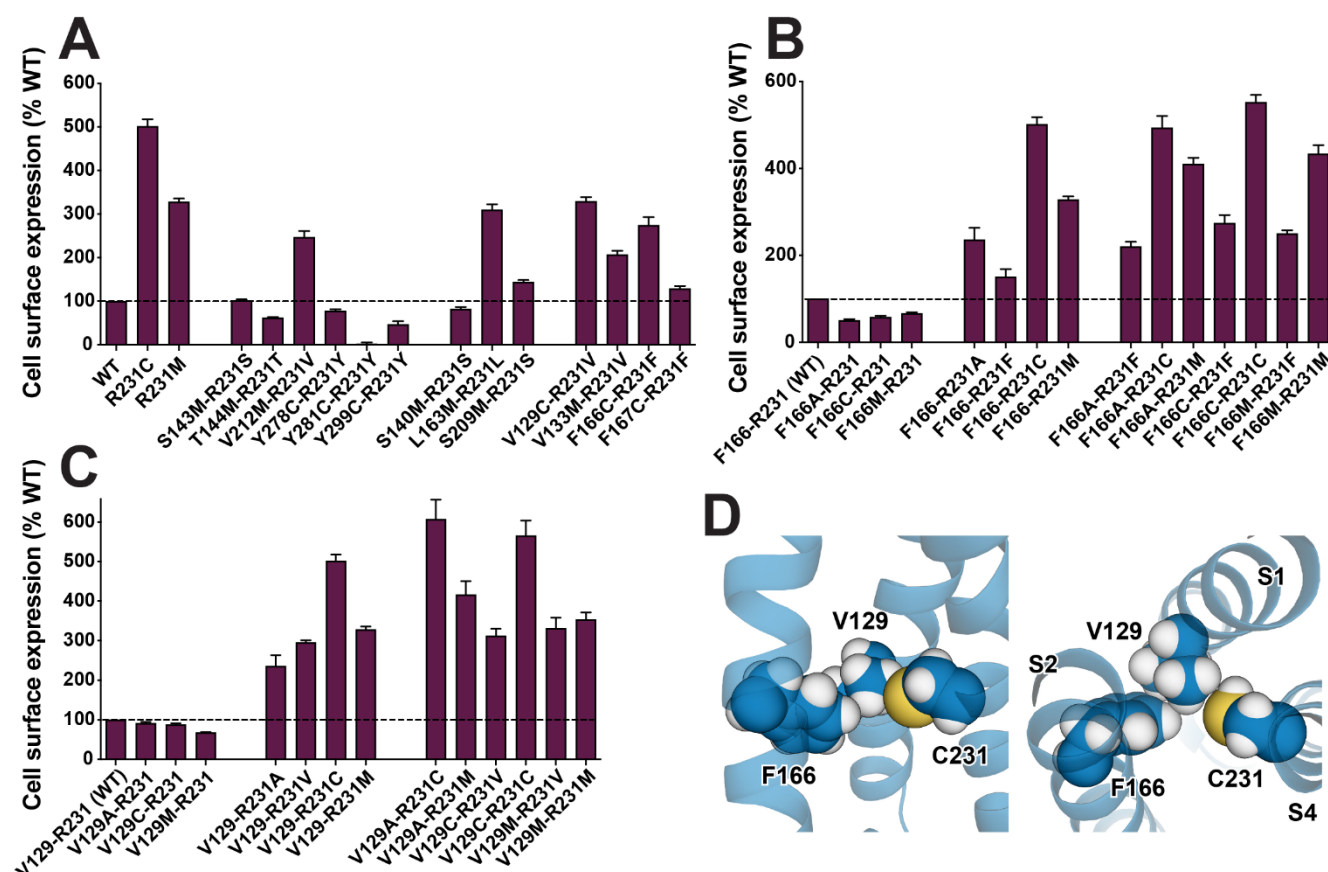 A
Cell surface expression (% WT)
600
500
400
300
200
100
0
WT
R231C
R231M
S143M-R231S
T144M-R231T
V212M-R231V
Y278C-R231Y
Y281C-R231Y
Y299C-R231Y
S140M-R231S
L163M-R231L
S209M-R231S
V129C-R231V
V133M-R231V
F166C-R231F
F167C-R231F
B
Cell surface expression (% WT)
600
500
400
300
200
100
0
F166-R231 (WT)
F166A-R231
F166C-R231
F166M-R231
F166-R231A
F166-R231F
F166-R231C
F166-R231M
F166A-R231F
F166A-R231C
F166A-R231M
F166C-R231F
F166C-R231C
F166M-R231F
F166M-R231M
C
Cell surface expression (% WT)
600
500
400
300
200
100
0
V129-R231 (WT)
V129A-R231
V129C-R231
V129M-R231
V129-R231A
V129-R231V
V129-R231C
V129-R231M
V129A-R231C
V129A-R231M
V129C-R231V
V129C-R231C
V129M-R231V
V129M-R231M
D
V129
F166
C231
S1
V129
S2
F166
C231
S4